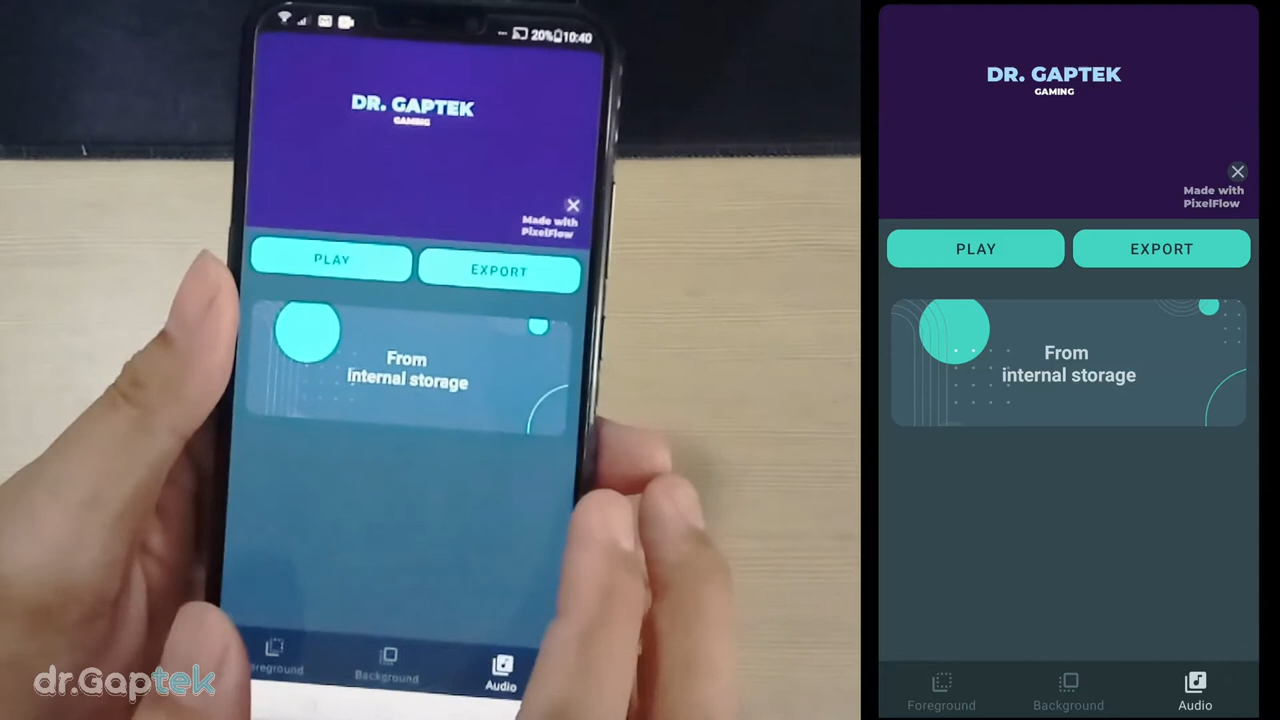 20% 10:40
DR. GAPTEK
GAMING
Made with
PixelFlow
PLAY
EXPORT
From
internal storage
Background
Audio
dr.Gaptek
DR. GAPTEK
GAMING
Made with
PixelFlow
PLAY
EXPORT
From
internal storage
Foreground
Background
Audio